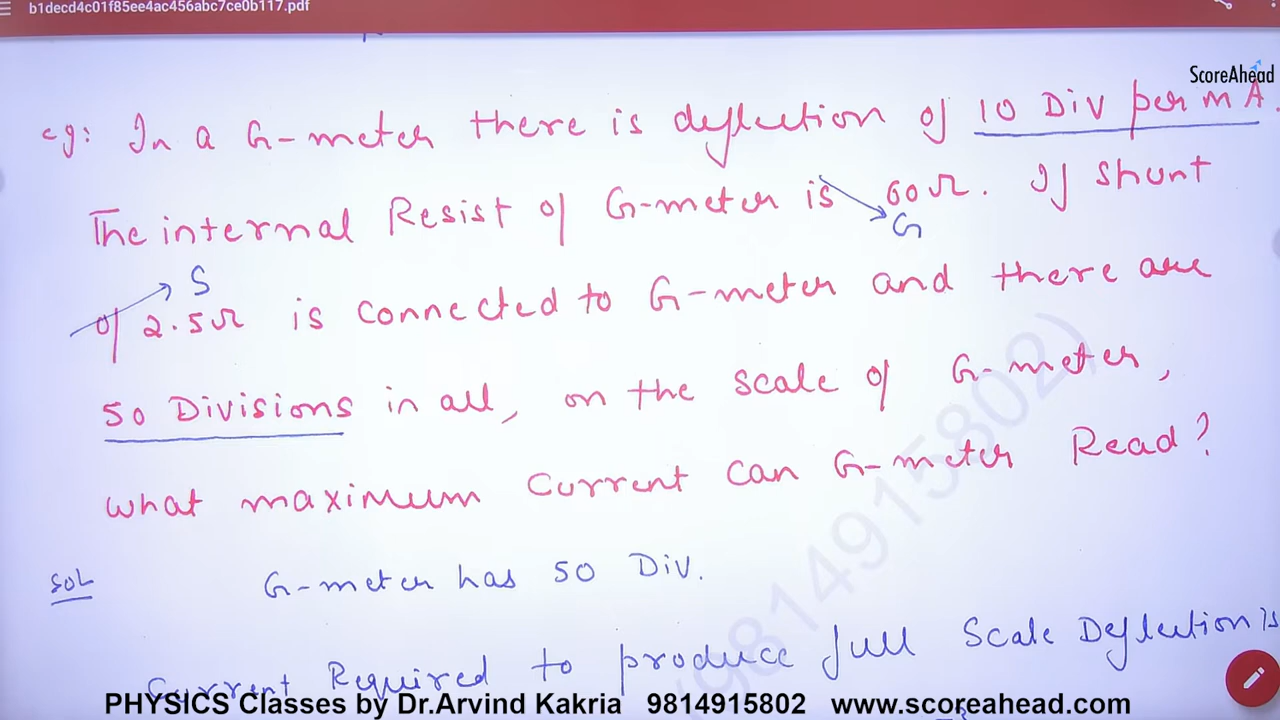 b1decd4c01f85ee4ac456abc7ce0b117.pdf
ScoreAhead
eg: In a G-meter there is deflection of 10 Div per mA
The internal Resist of G-meter is 60Ω. If shunt
G
S
of 2.5Ω is connected to G-meter and there are
50 Divisions in all, on the scale of G-meter,
what maximum current can G-meter Read?
(9814915802)
Sol G-meter has 50 Div.
Current Required to produce full Scale Deflection is
PHYSICS Classes by Dr.Arvind Kakria 9814915802 www.scoreahead.com